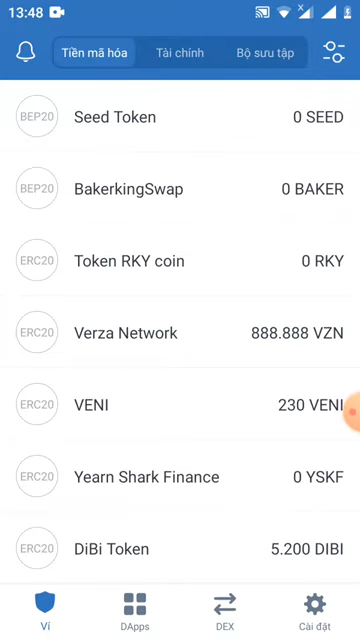 13:48
Tiền mã hóa
Tài chính
Bộ sưu tập
BEP20
Seed Token
0 SEED
BEP20
BakerkingSwap
0 BAKER
ERC20
Token RKY coin
0 RKY
ERC20
Verza Network
888.888 VZN
ERC20
VENI
230 VENI
ERC20
Yearn Shark Finance
0 YSKF
ERC20
DiBi Token
5.200 DIBI
Ví
DApps
DEX
Cài đặt